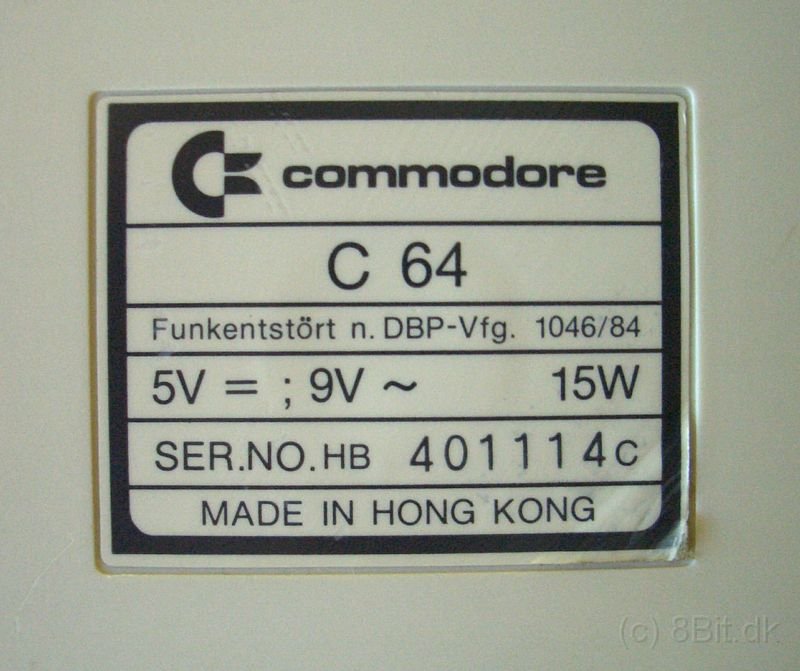 commodore
C 64
Funkentstört n. DBP-Vfg. 1046/84
5V = ; 9V ~ 15W
SER.NO.HB 401114C
MADE IN HONG KONG
(c) 8Bit.dk